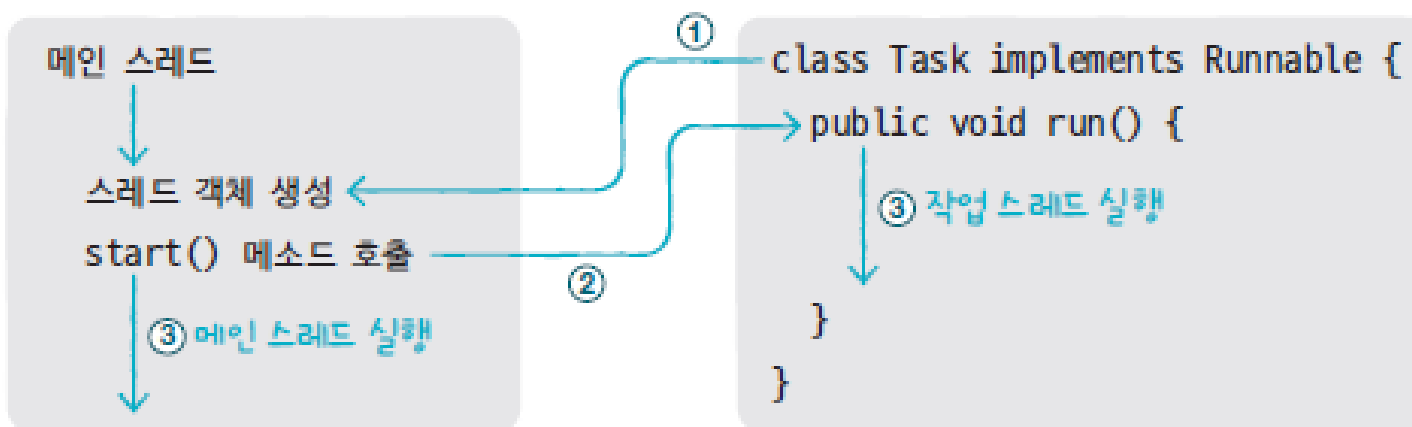 메인 스레드
스레드 객체 생성
start() 메소드 호출
③ 메인 스레드 실행
①
②
class Task implements Runnable {
public void run() {
③ 작업 스레드 실행
}
}